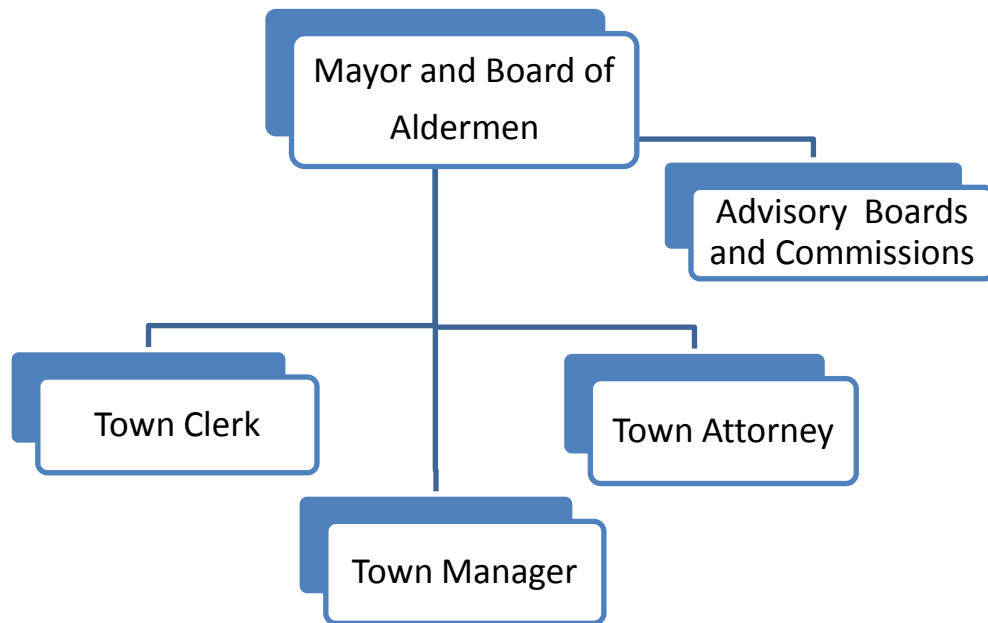 Mayor and Board of
Aldermen
Advisory  Boards
and Commissions
Town Clerk
Town Attorney
Town Manager